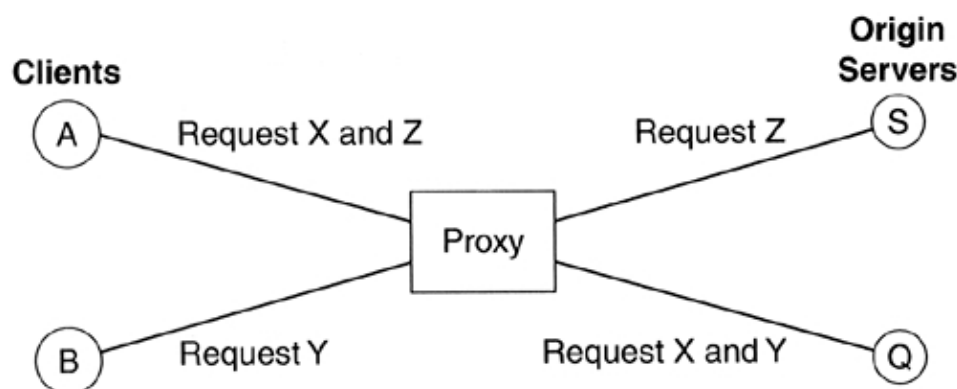 Origin
Servers
Clients
A
Request X and Z
Request Z
S
Proxy
B
Request Y
Request X and Y
Q